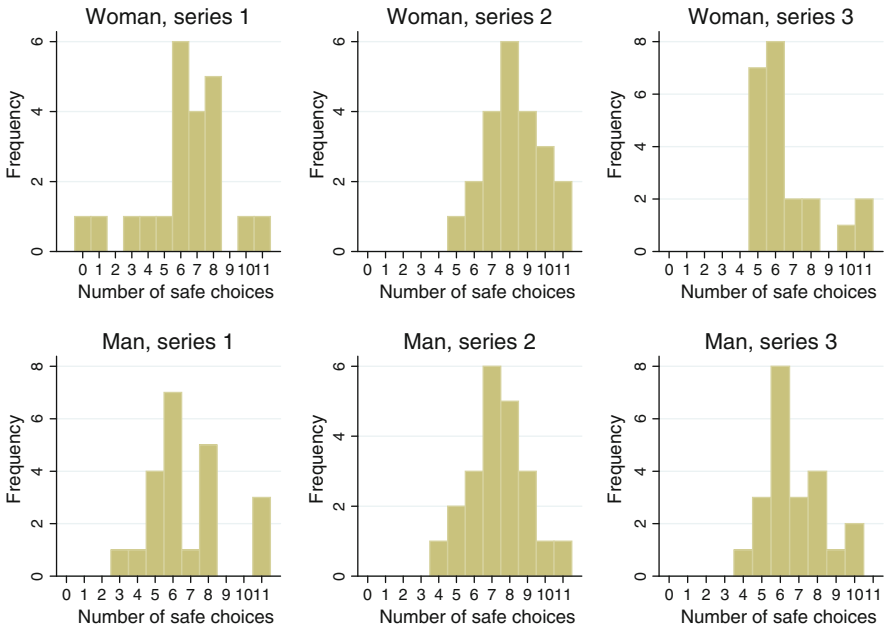 Woman, series 1
Frequency
6
4
2
0
0 1 2 3 4 5 6 7 8 9 10 11
Number of safe choices
Woman, series 2
Frequency
6
4
2
0
0 1 2 3 4 5 6 7 8 9 10 11
Number of safe choices
Woman, series 3
Frequency
8
6
4
2
0
0 1 2 3 4 5 6 7 8 9 10 11
Number of safe choices
Man, series 1
Frequency
8
6
4
2
0
0 1 2 3 4 5 6 7 8 9 10 11
Number of safe choices
Man, series 2
Frequency
6
4
2
0
0 1 2 3 4 5 6 7 8 9 10 11
Number of safe choices
Man, series 3
Frequency
8
6
4
2
0
0 1 2 3 4 5 6 7 8 9 10 11
Number of safe choices